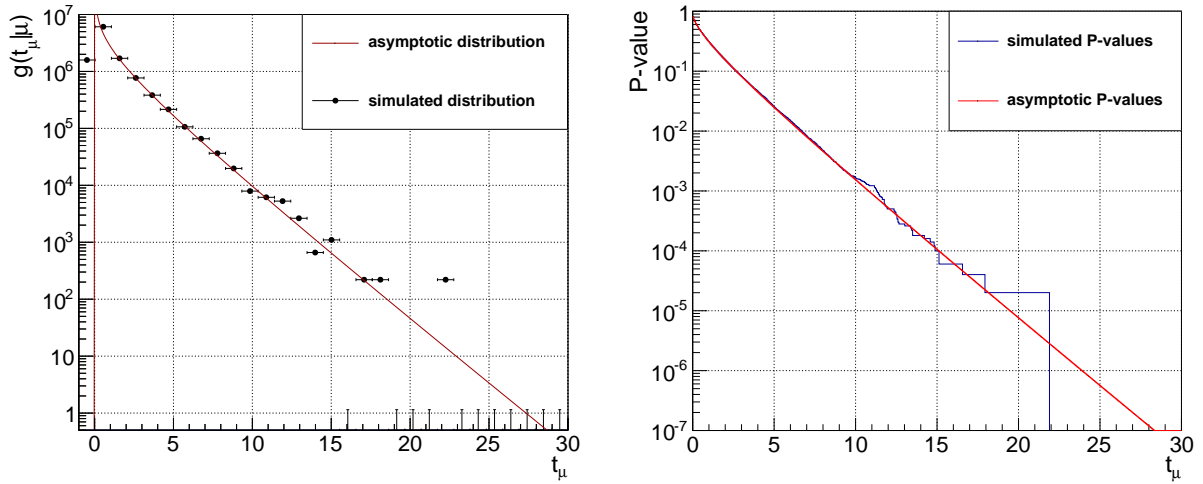 g(t_μ|μ)
10^7
10^6
10^5
10^4
10^3
10^2
10
1
0 5 10 15 20 25 30
t_μ
asymptotic distribution
simulated distribution
P-value
1
10^-1
10^-2
10^-3
10^-4
10^-5
10^-6
10^-7
0 5 10 15 20 25 30
t_μ
simulated P-values
asymptotic P-values